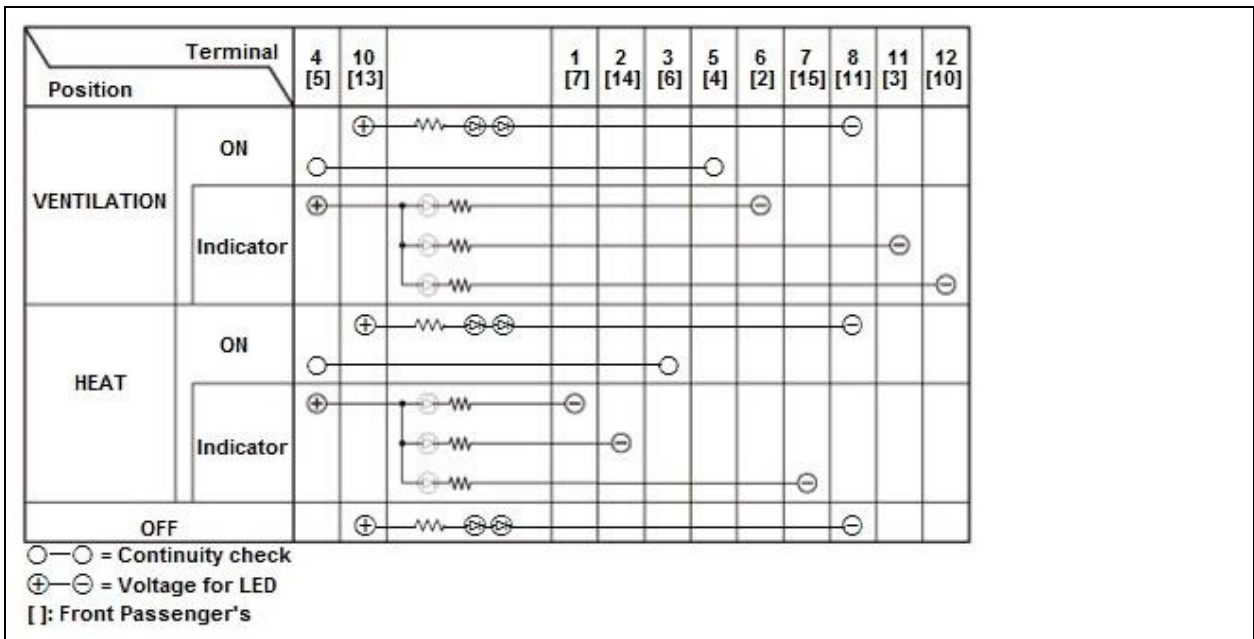 Terminal
Position
4 10 1 2 3 5 6 7 8 11 12
[5] [13] [7] [14] [6] [4] [2] [15] [11] [3] [10]
VENTILATION
ON
Indicator
HEAT
ON
Indicator
OFF
= Continuity check
= Voltage for LED
[ ]: Front Passenger's